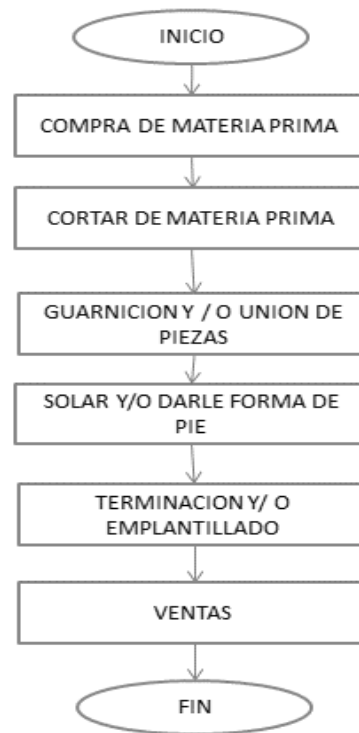 INICIO
COMPRA DE MATERIA PRIMA
CORTAR DE MATERIA PRIMA
GUARNICION Y / O UNION DE
PIEZAS
SOLAR Y/O DARLE FORMA DE
PIE
TERMINACION Y/ O
EMPLANTILLADO
VENTAS
FIN